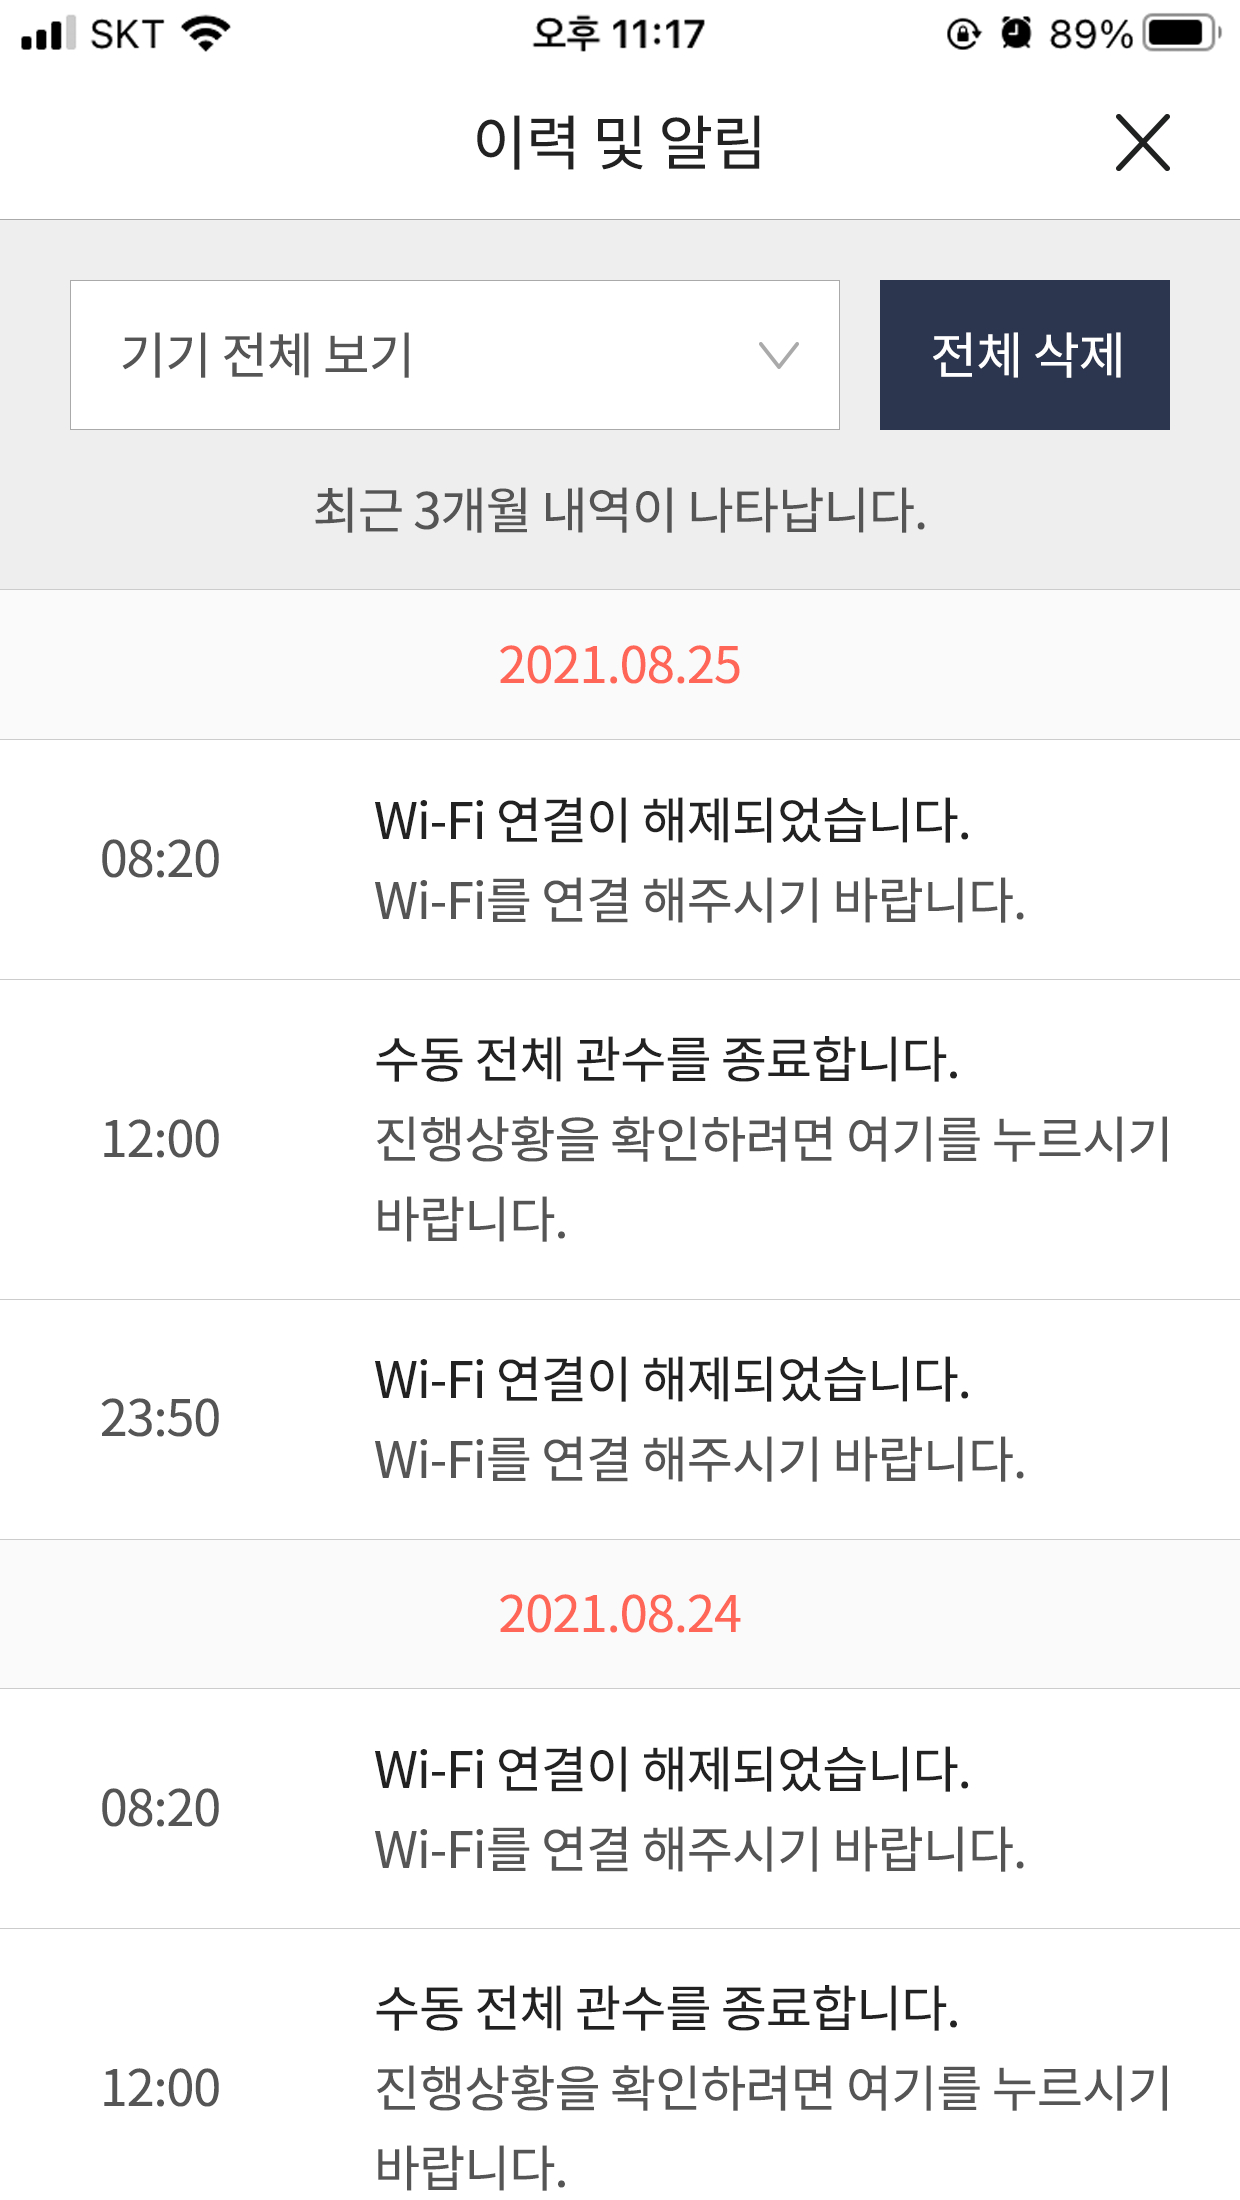 SKT 오후 11:17 89%
이력 및 알림
기기 전체 보기 전체 삭제
최근 3개월 내역이 나타납니다.
2021.08.25
08:20
Wi-Fi 연결이 해제되었습니다.
Wi-Fi를 연결 해주시기 바랍니다.
12:00
수동 전체 관수를 종료합니다.
진행상황을 확인하려면 여기를 누르시기
바랍니다.
23:50
Wi-Fi 연결이 해제되었습니다.
Wi-Fi를 연결 해주시기 바랍니다.
2021.08.24
08:20
Wi-Fi 연결이 해제되었습니다.
Wi-Fi를 연결 해주시기 바랍니다.
12:00
수동 전체 관수를 종료합니다.
진행상황을 확인하려면 여기를 누르시기
바랍니다.